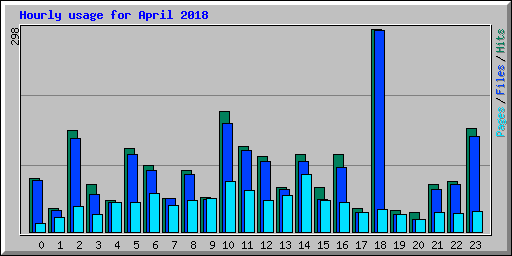 Hourly usage for April 2018
298
Pages / Files / Hits
0 1 2 3 4 5 6 7 8 9 10 11 12 13 14 15 16 17 18 19 20 21 22 23